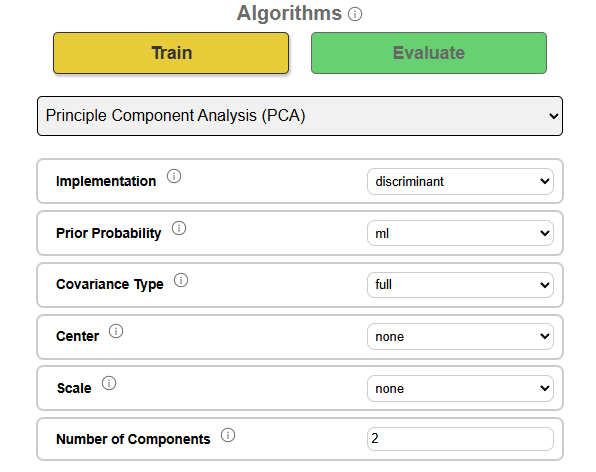 Algorithms
Train
Evaluate
Principle Component Analysis (PCA)
Implementation
discriminant
Prior Probability
ml
Covariance Type
full
Center
none
Scale
none
Number of Components
2